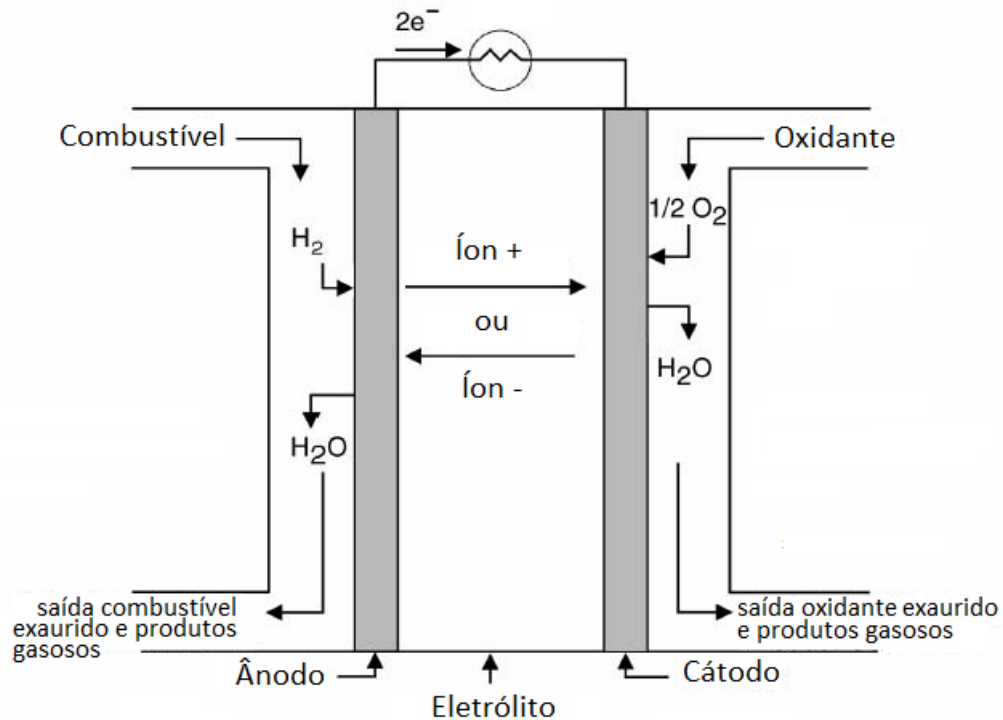 2e⁻
Combustível
Oxidante
1/2 O₂
H₂
Íon +
ou
Íon -
H₂O
H₂O
saída combustível
exaurido e produtos
gasosos
saída oxidante exaurido
e produtos gasosos
Ânodo
Cátodo
Eletrólito